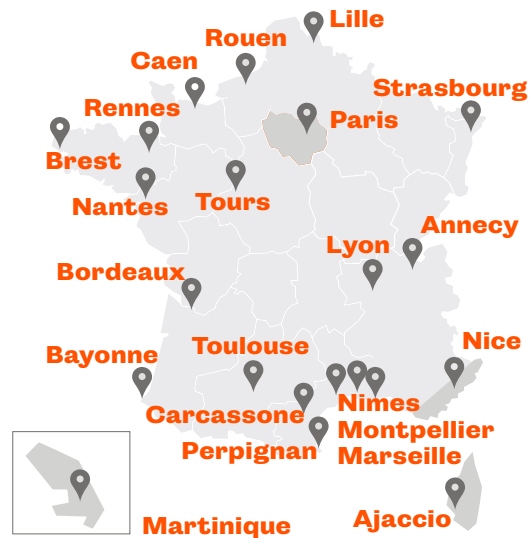 Lille
Rouen
Caen
Strasbourg
Rennes
Paris
Brest
Nantes
Tours
Annecy
Lyon
Bordeaux
Nice
Toulouse
Bayonne
Nimes
Carcassone
Montpellier
Perpignan
Marseille
Ajaccio
Martinique